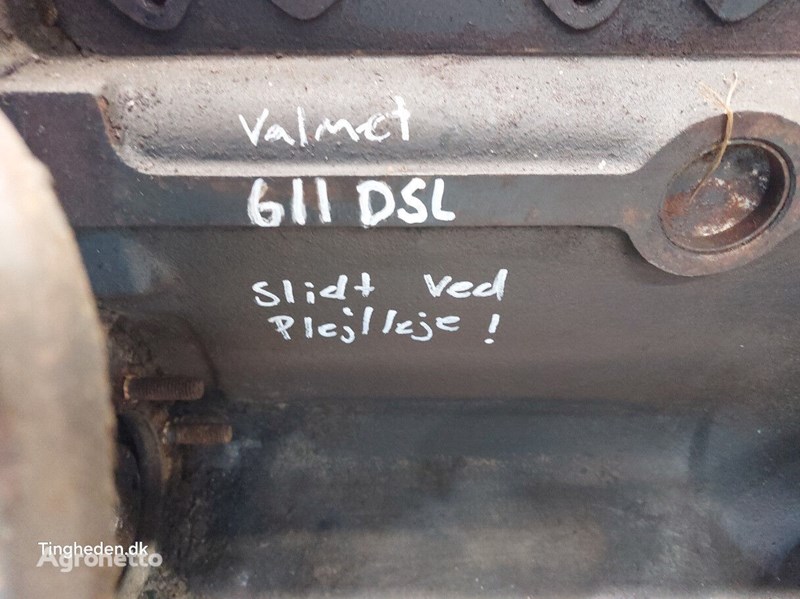 Valmet
611 DSL
Slidt ved
Plejlleje!
Tingheden.dk
Agronetto